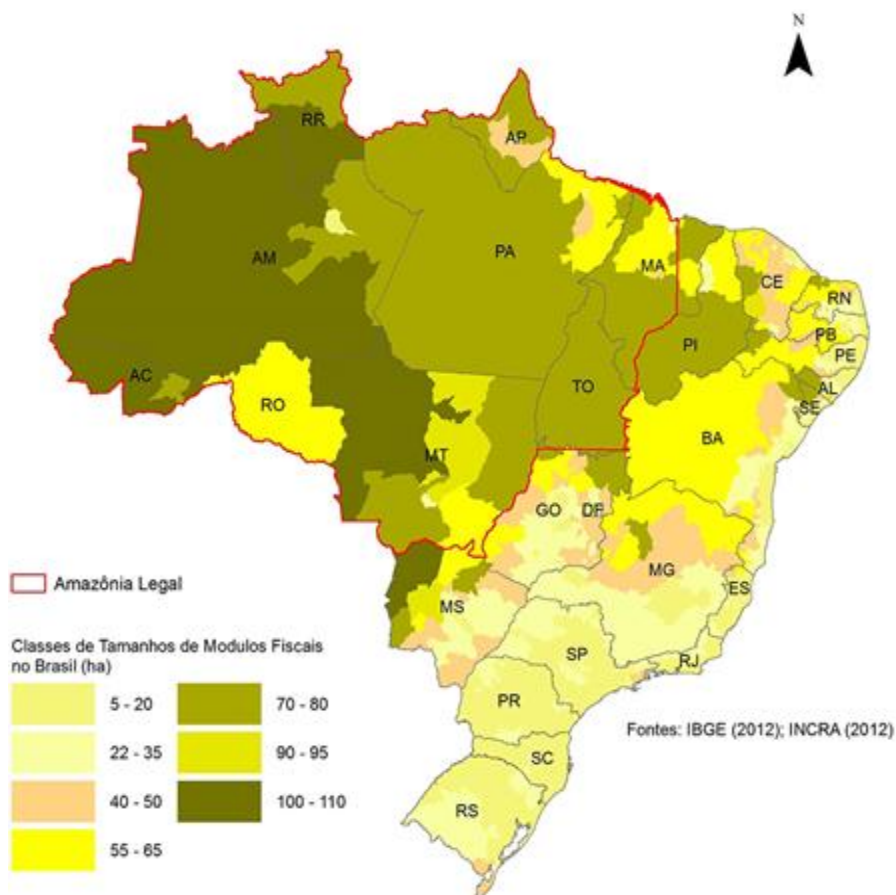 N
RR
AP
AM
PA
MA
CE
RN
PB
PE
PI
AL
SE
AC
TO
RO
BA
MT
GO
DF
MG
ES
MS
SP
RJ
PR
SC
RS
Amazônia Legal
Classes de Tamanhos de Modulos Fiscais
no Brasil (ha)
5 - 20
70 - 80
22 - 35
90 - 95
40 - 50
100 - 110
55 - 65
Fontes: IBGE (2012); INCRA (2012)